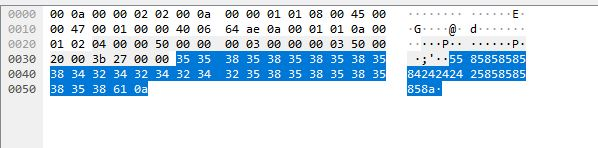 0000 00 0a 00 00 02 02 00 0a 00 00 01 01 08 00 45 00 ········ ······E·
0010 00 47 00 01 00 00 40 06 64 ae 0a 00 01 01 0a 00 ·G····@· d·······
0020 01 02 04 00 00 50 00 00 00 03 00 00 00 03 50 00 ·····P·· ······P·
0030 20 00 3b 27 00 00 35 35 38 35 38 35 38 35 38 35 ·;'··55 85858585
0040 38 34 32 34 32 34 32 34 32 35 38 35 38 35 38 35 84242424 25858585
0050 38 35 38 61 0a 858a·